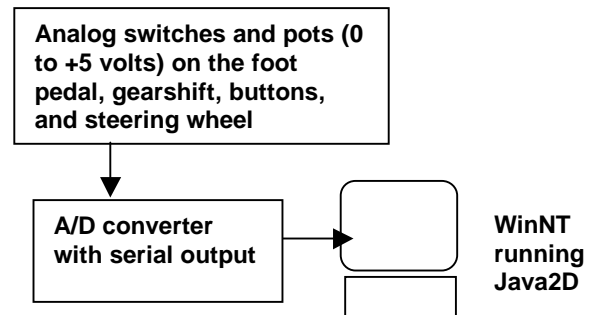 Analog switches and pots (0
to +5 volts) on the foot
pedal, gearshift, buttons,
and steering wheel
A/D converter
with serial output
WinNT
running
Java2D